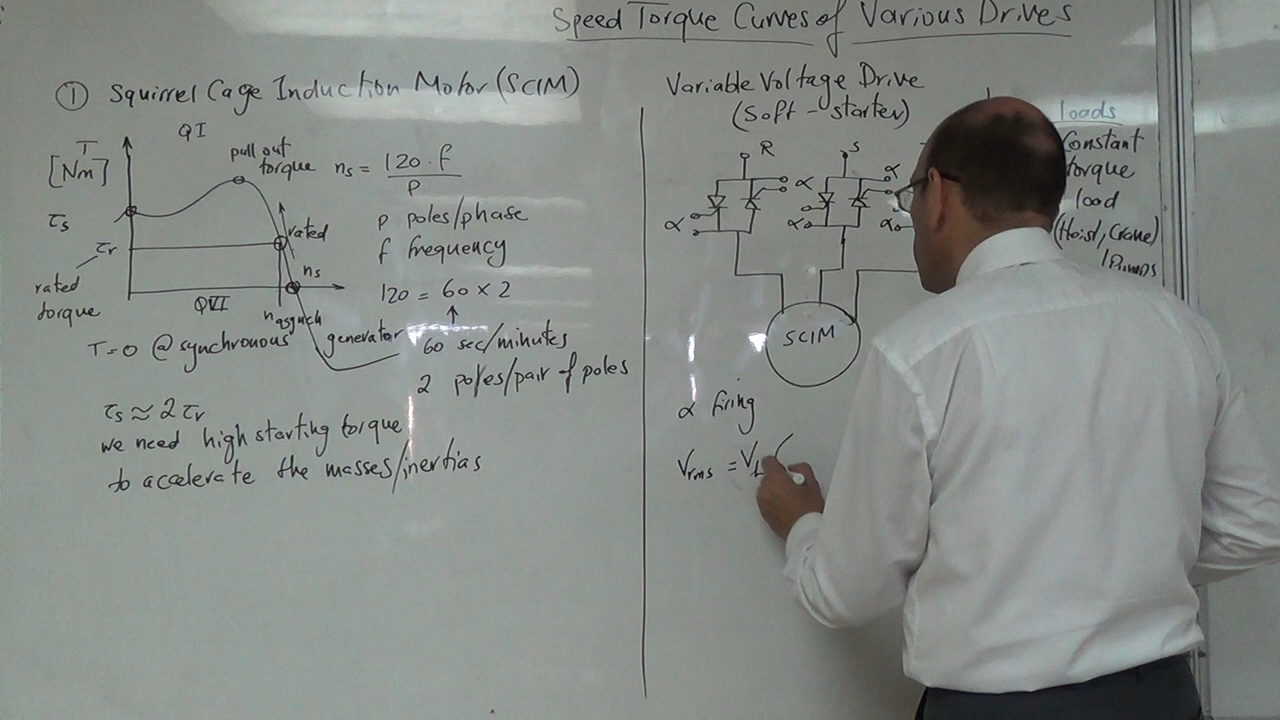 Speed Torque Curves of Various Drives
① Squirrel Cage Induction Motor (SCIM)
QI
T
[Nm]
pull out
torque
τs
τr
rated
rated
torque
ns
QVI
nasynch
generator
T=0 @ synchronous
ns = 120·f / P
P poles/phase
f frequency
120 = 60 × 2
↑
60 sec/minutes
2 poles/pair of poles
τs ≈ 2τr
we need high starting torque
to accelerate the masses/inertias
Variable Voltage Drive
(Soft-starter)
R
S
α
α
α
α
α
SCIM
α firing
Vrms = VL (
loads
Constant
torque
load
(Hoist, Crane)
/Pumps